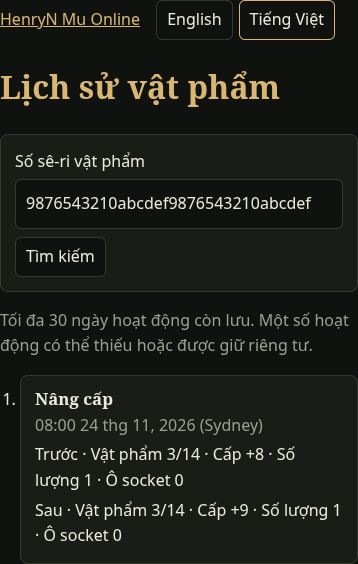 HenryN Mu Online English Tiếng Việt
Lịch sử vật phẩm
Số sê-ri vật phẩm
9876543210abcdef9876543210abcdef
Tìm kiếm
Tối đa 30 ngày hoạt động còn lưu. Một số hoạt
động có thể thiếu hoặc được giữ riêng tư.
1. Nâng cấp
08:00 24 thg 11, 2026 (Sydney)
Trước · Vật phẩm 3/14 · Cấp +8 · Số
lượng 1 · Ô socket 0
Sau · Vật phẩm 3/14 · Cấp +9 · Số lượng 1
· Ô socket 0